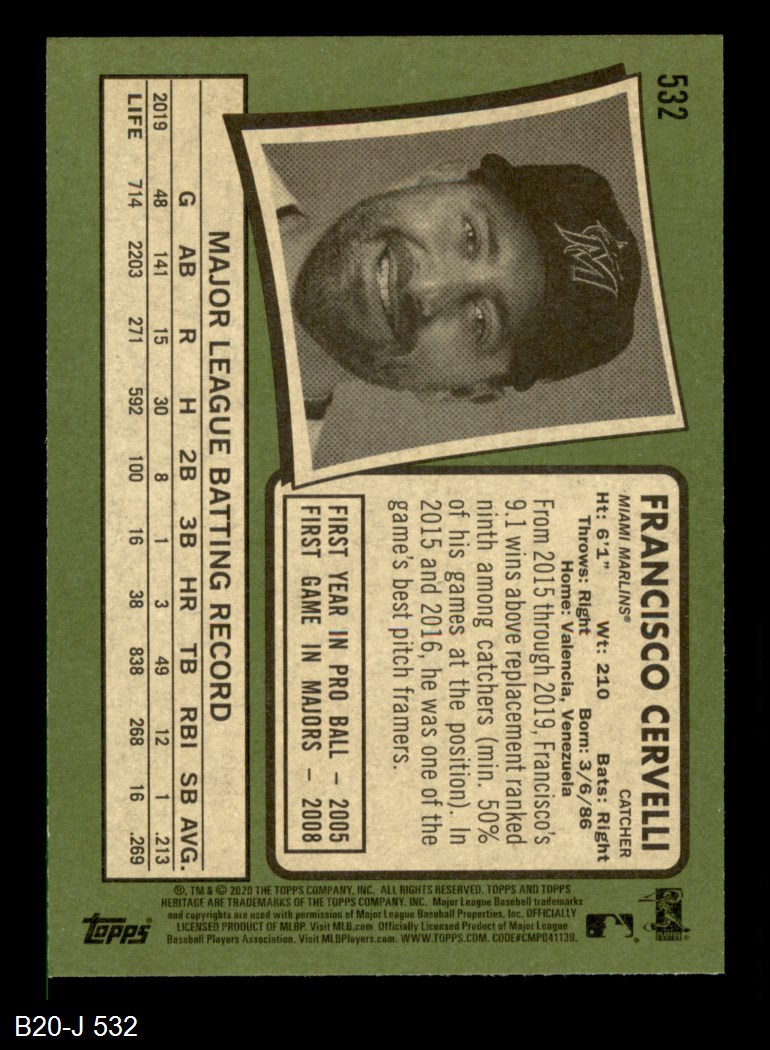 532
FRANCISCO CERVELLI
MIAMI MARLINS® CATCHER
Ht: 6'1" Wt: 210 Bats: Right
Throws: Right Born: 3/6/86
Home: Valencia, Venezuela
From 2015 through 2019, Francisco's
9.1 wins above replacement ranked
ninth among catchers (min. 50%
of his games at the position). In
2015 and 2016, he was one of the
game's best pitch framers.
FIRST YEAR IN PRO BALL – 2005
FIRST GAME IN MAJORS – 2008
MAJOR LEAGUE BATTING RECORD
G AB R H 2B 3B HR TB RBI SB AVG.
2019 48 141 15 30 8 1 3 49 12 1 .213
LIFE 714 2203 271 592 100 16 38 838 268 16 .269
®, TM & © 2020 THE TOPPS COMPANY, INC. ALL RIGHTS RESERVED. TOPPS AND TOPPS
HERITAGE ARE TRADEMARKS OF THE TOPPS COMPANY, INC. Major League Baseball trademarks
and copyrights are used with permission of Major League Baseball Properties, Inc. OFFICIALLY
LICENSED PRODUCT OF MLBP. Visit MLB.com Officially Licensed Product of Major League
Baseball Players Association. Visit MLBPlayers.com. WWW.TOPPS.COM. CODE#CMP041139.
TOPPS
B20-J 532